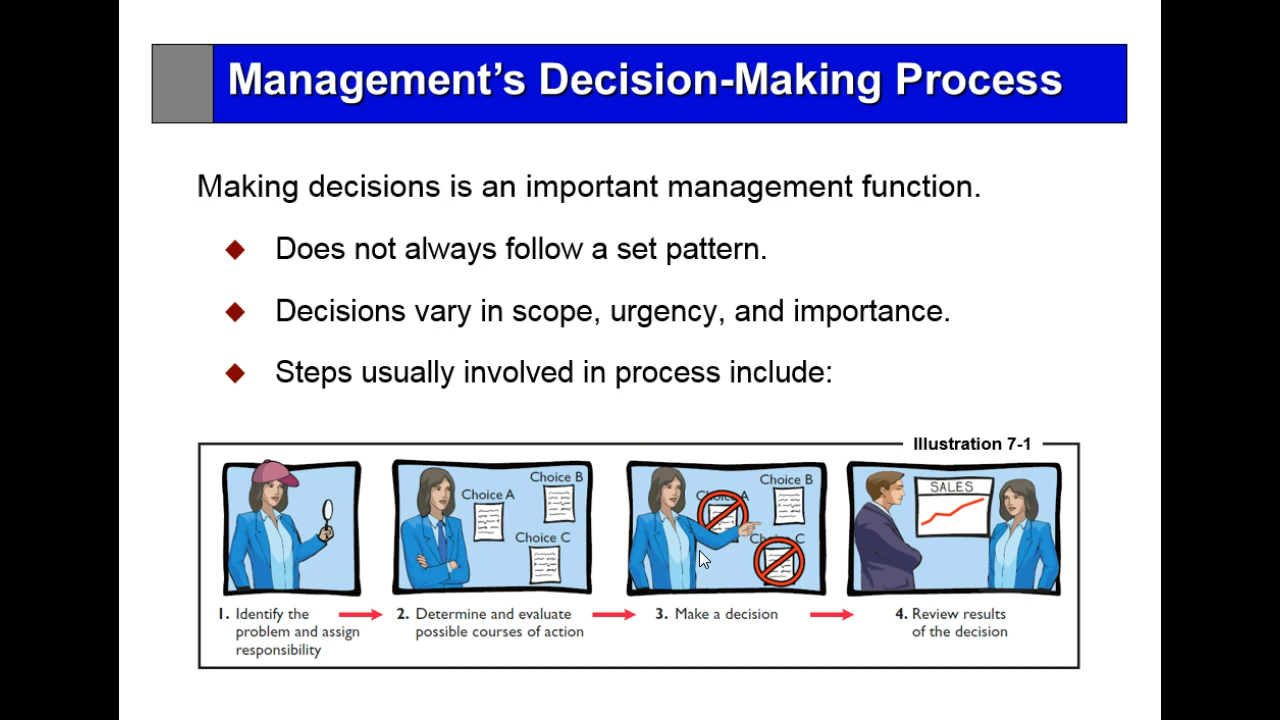 Management's Decision-Making Process
Making decisions is an important management function.
Does not always follow a set pattern.
Decisions vary in scope, urgency, and importance.
Steps usually involved in process include:
Illustration 7-1
Choice A
Choice B
Choice C
Choice A
Choice B
Choice C
SALES
1. Identify the
problem and assign
responsibility
2. Determine and evaluate
possible courses of action
3. Make a decision
4. Review results
of the decision